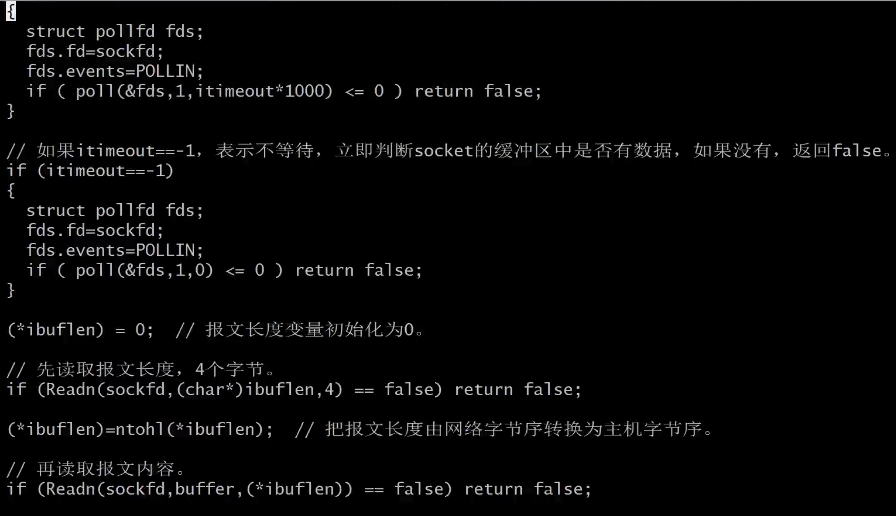 {
  struct pollfd fds;
  fds.fd=sockfd;
  fds.events=POLLIN;
  if ( poll(&fds,1,itimeout*1000) <= 0 ) return false;
}
// 如果itimeout==-1，表示不等待，立即判断socket的缓冲区中是否有数据，如果没有，返回false。
if (itimeout==-1)
{
  struct pollfd fds;
  fds.fd=sockfd;
  fds.events=POLLIN;
  if ( poll(&fds,1,0) <= 0 ) return false;
}
(*ibuflen) = 0;  // 报文长度变量初始化为0。
// 先读取报文长度，4个字节。
if (Readn(sockfd,(char*)ibuflen,4) == false) return false;
(*ibuflen)=ntohl(*ibuflen);  // 把报文长度由网络字节序转换为主机字节序。
// 再读取报文内容。
if (Readn(sockfd,buffer,(*ibuflen)) == false) return false;